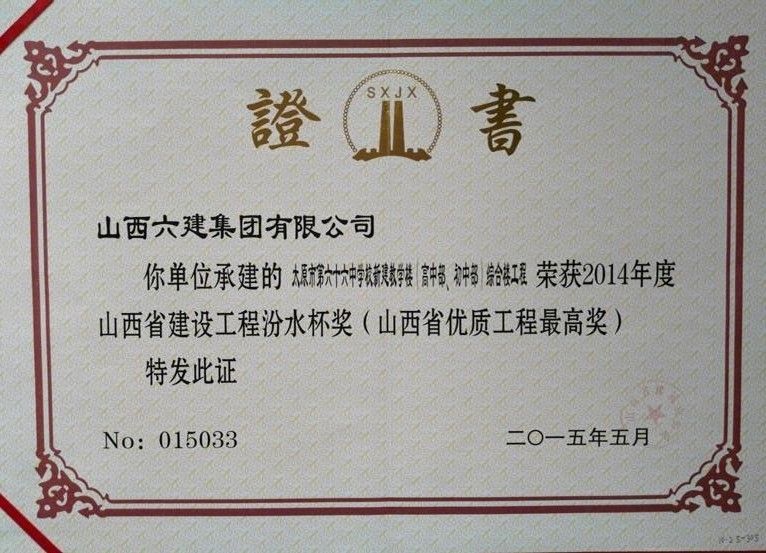 證 SXJX 書
山西六建集团有限公司
你单位承建的 太原市第六十六中学校新建教学楼（高中部、初中部）综合楼工程 荣获2014年度
山西省建设工程汾水杯奖（山西省优质工程最高奖）
特发此证
No: 015033 二〇一五年五月